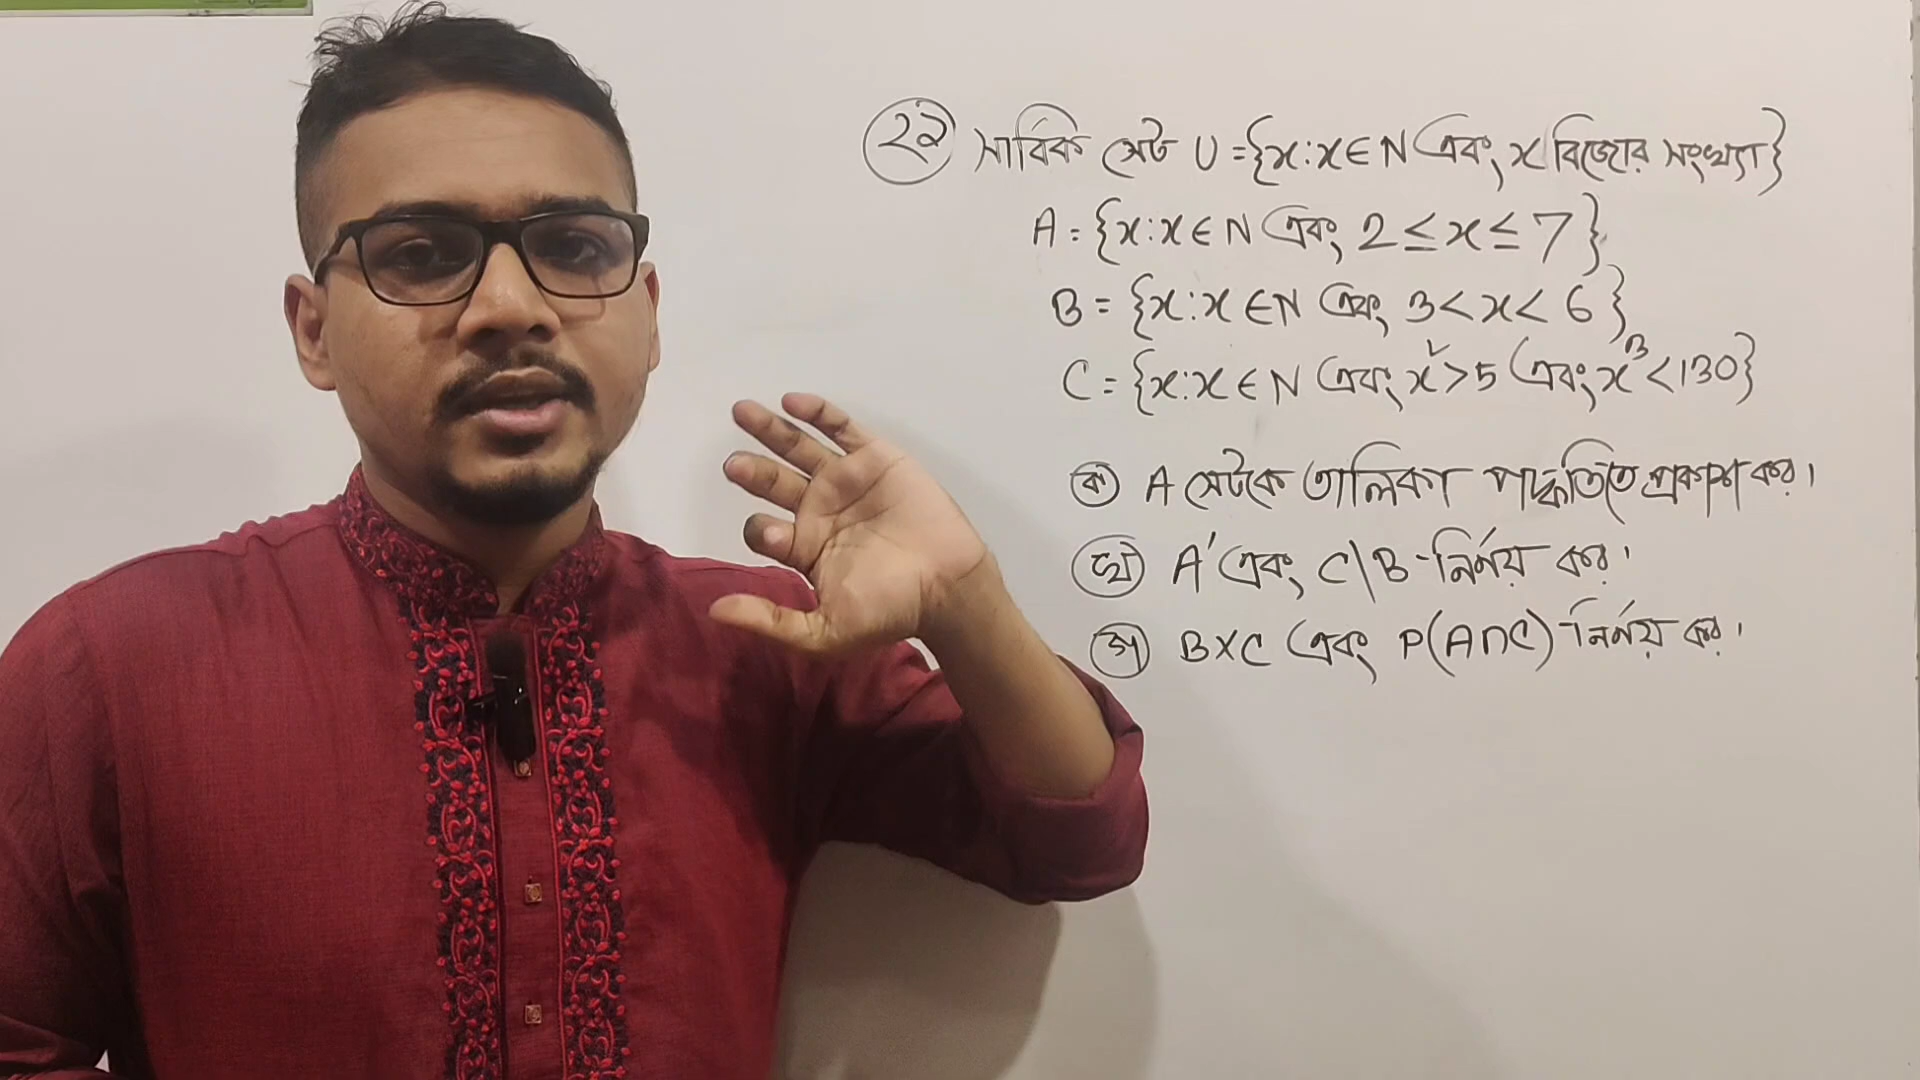 ২২ সার্বিক সেট U = {x : x ∈ N এবং x বিজোর সংখ্যা}
A = {x : x ∈ N এবং 2 ≤ x ≤ 7}
B = {x : x ∈ N এবং 3 < x < 6}
C = {x : x ∈ N এবং x² > 5 এবং x³ < 130}
ক A সেটকে তালিকা পদ্ধতিতে প্রকাশ কর।
খ A′ এবং C\B নির্ণয় কর।
গ B×C এবং P(A∩C) নির্ণয় কর।